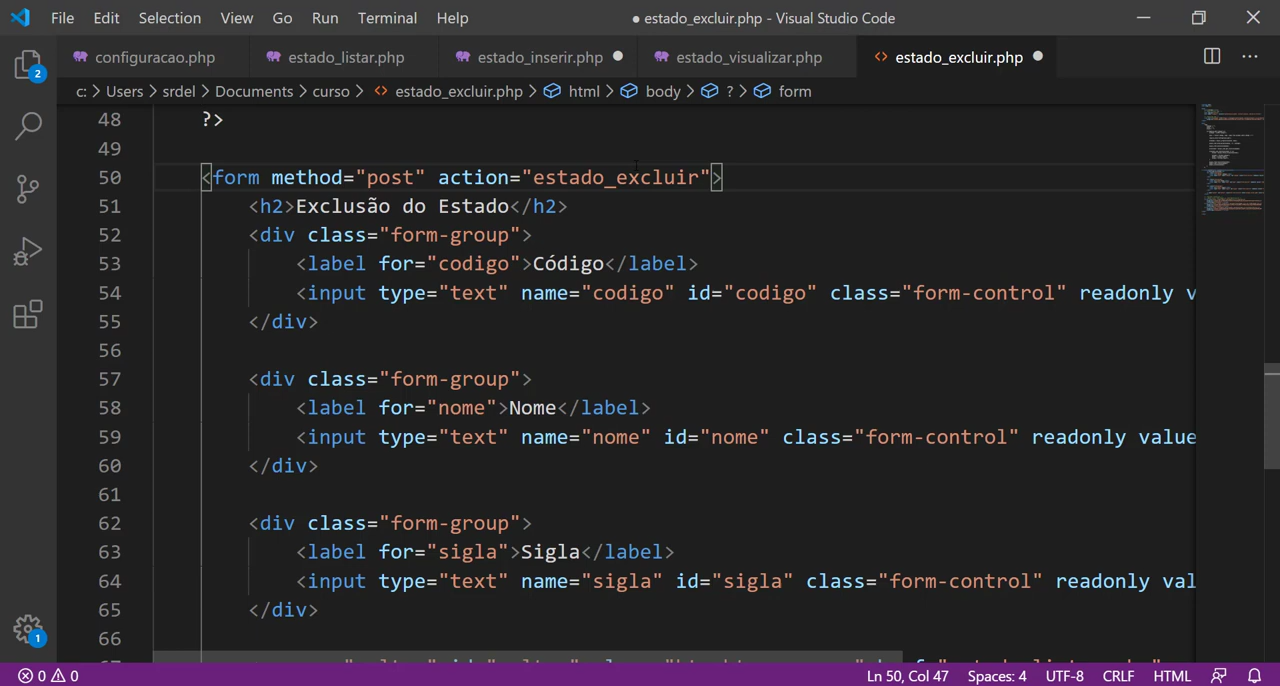 File Edit Selection View Go Run Terminal Help
● estado_excluir.php - Visual Studio Code
configuracao.php estado_listar.php estado_inserir.php estado_visualizar.php <> estado_excluir.php
c: > Users > srdel > Documents > curso > <> estado_excluir.php > html > body > ? > form
48 ?>
49
50 <form method="post" action="estado_excluir">
51 <h2>Exclusão do Estado</h2>
52 <div class="form-group">
53 <label for="codigo">Código</label>
54 <input type="text" name="codigo" id="codigo" class="form-control" readonly v
55 </div>
56
57 <div class="form-group">
58 <label for="nome">Nome</label>
59 <input type="text" name="nome" id="nome" class="form-control" readonly value
60 </div>
61
62 <div class="form-group">
63 <label for="sigla">Sigla</label>
64 <input type="text" name="sigla" id="sigla" class="form-control" readonly val
65 </div>
66
2
1
0 0
Ln 50, Col 47 Spaces: 4 UTF-8 CRLF HTML